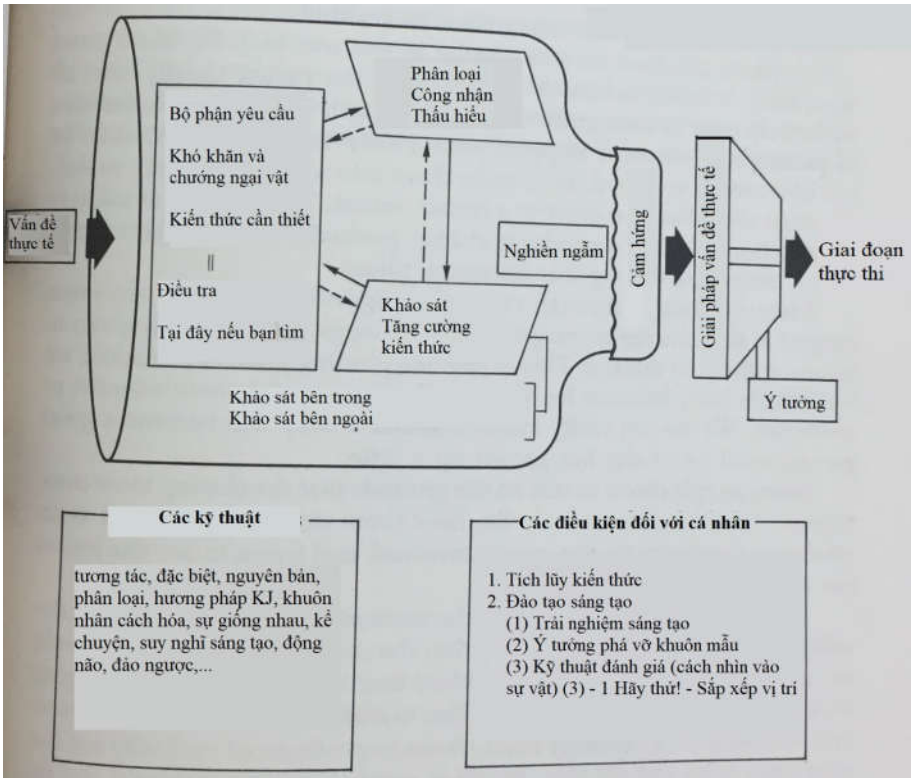 Vấn đề
thực tế
Bộ phận yêu cầu
Khó khăn và
chướng ngại vật
Kiến thức cần thiết
=
Điều tra
Tại đây nếu bạn tìm
Phân loại
Công nhận
Thấu hiểu
Khảo sát
Tăng cường
kiến thức
Khảo sát bên trong
Khảo sát bên ngoài
Nghiền ngẫm
Cảm hứng
Giải pháp vấn đề thực tế
Ý tưởng
Giai đoạn
thực thi
Các kỹ thuật
tương tác, đặc biệt, nguyên bản,
phân loại, hương pháp KJ, khuôn
nhân cách hóa, sự giống nhau, kể
chuyện, suy nghĩ sáng tạo, động
não, đảo ngược,...
Các điều kiện đối với cá nhân
1. Tích lũy kiến thức
2. Đào tạo sáng tạo
(1) Trải nghiệm sáng tạo
(2) Ý tưởng phá vỡ khuôn mẫu
(3) Kỹ thuật đánh giá (cách nhìn vào
sự vật) (3) - 1 Hãy thử! - Sắp xếp vị trí